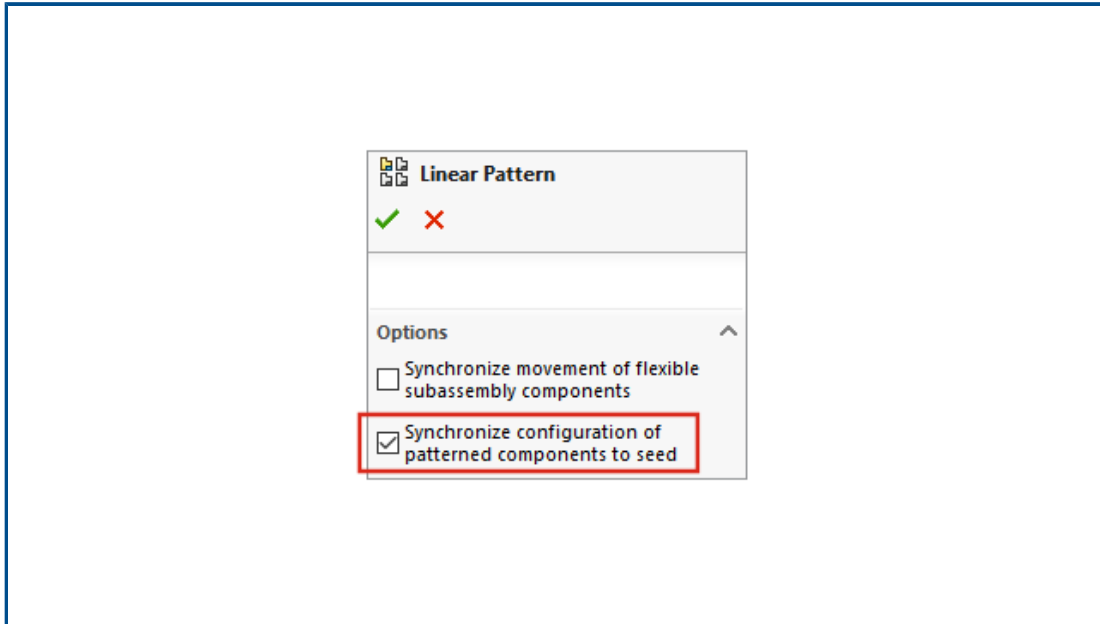 Linear Pattern
Options
Synchronize movement of flexible
subassembly components
Synchronize configuration of
patterned components to seed